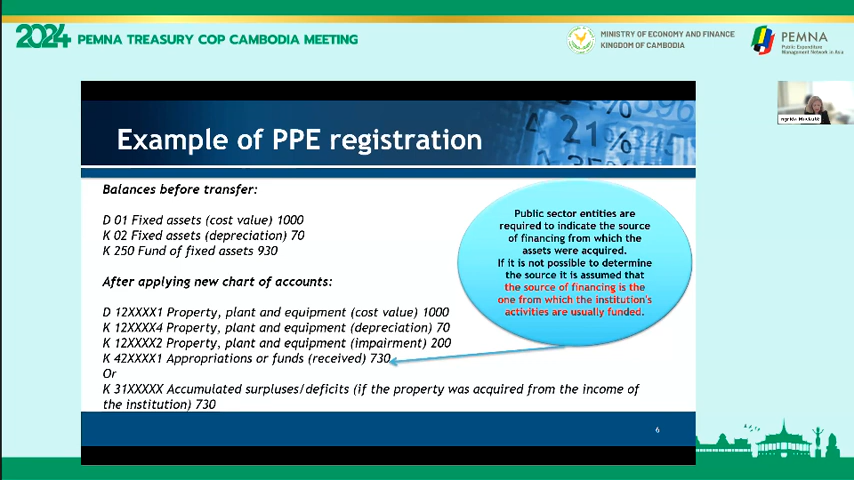 2024 PEMNA TREASURY COP CAMBODIA MEETING
MINISTRY OF ECONOMY AND FINANCE
KINGDOM OF CAMBODIA
PEMNA
Public Expenditure
Management Network in Asia
Example of PPE registration
Balances before transfer:
D 01 Fixed assets (cost value) 1000
K 02 Fixed assets (depreciation) 70
K 250 Fund of fixed assets 930
After applying new chart of accounts:
D 12XXXX1 Property, plant and equipment (cost value) 1000
K 12XXXX4 Property, plant and equipment (depreciation) 70
K 12XXXX2 Property, plant and equipment (impairment) 200
K 42XXXX1 Appropriations or funds (received) 730
Or
K 31XXXXX Accumulated surpluses/deficits (if the property was acquired from the income of
the institution) 730
Public sector entities are
required to indicate the source
of financing from which the
assets were acquired.
If it is not possible to determine
the source it is assumed that
the source of financing is the
one from which the institution's
activities are usually funded.
21%
6